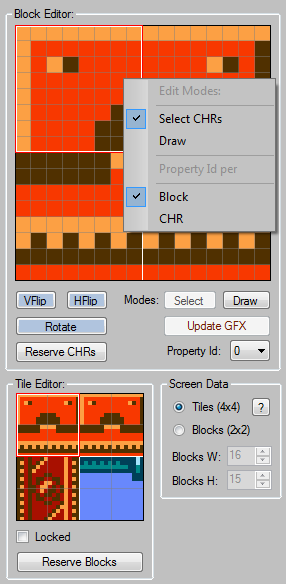 Block Editor:
Edit Modes:
Select CHRs
Draw
Property Id per
Block
CHR
VFlip HFlip Modes: Select Draw
Rotate Update GFX
Reserve CHRs Property Id: 0
Tile Editor:
Locked
Reserve Blocks
Screen Data
Tiles (4x4) ?
Blocks (2x2)
Blocks W: 16
Blocks H: 15